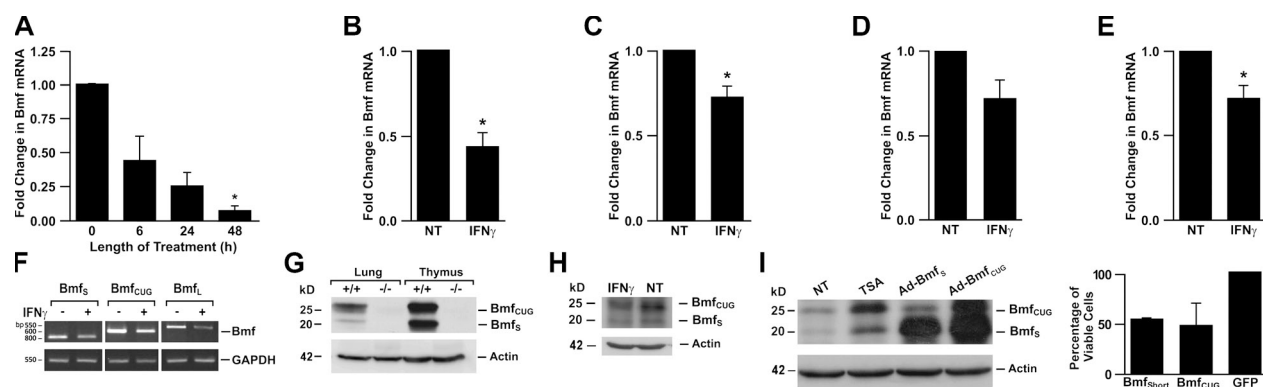 A
Fold Change in Bmf mRNA
1.25
1.00
0.75
0.50
0.25
0.00
*
0 6 24 48
Length of Treatment (h)
B
Fold Change in Bmf mRNA
1.0
0.5
0.0
*
NT IFNγ
C
Fold Change in Bmf mRNA
1.0
0.5
0.0
*
NT IFNγ
D
Fold Change in Bmf mRNA
1.0
0.5
0.0
NT IFNγ
E
Fold Change in Bmf mRNA
1.0
0.5
0.0
*
NT IFNγ
F
BmfS BmfCUG BmfL
IFNγ - + - + - +
bp 550
600
800
Bmf
550
GAPDH
G
Lung Thymus
kD +/+ -/- +/+ -/-
25 BmfCUG
20 BmfS
42 Actin
H
kD IFNγ NT
25 BmfCUG
20 BmfS
42 Actin
I
kD NT TSA Ad-BmfS Ad-BmfCUG
25 BmfCUG
20 BmfS
42 Actin
Percentage of
Viable Cells
100
50
0
BmfShort BmfCUG GFP